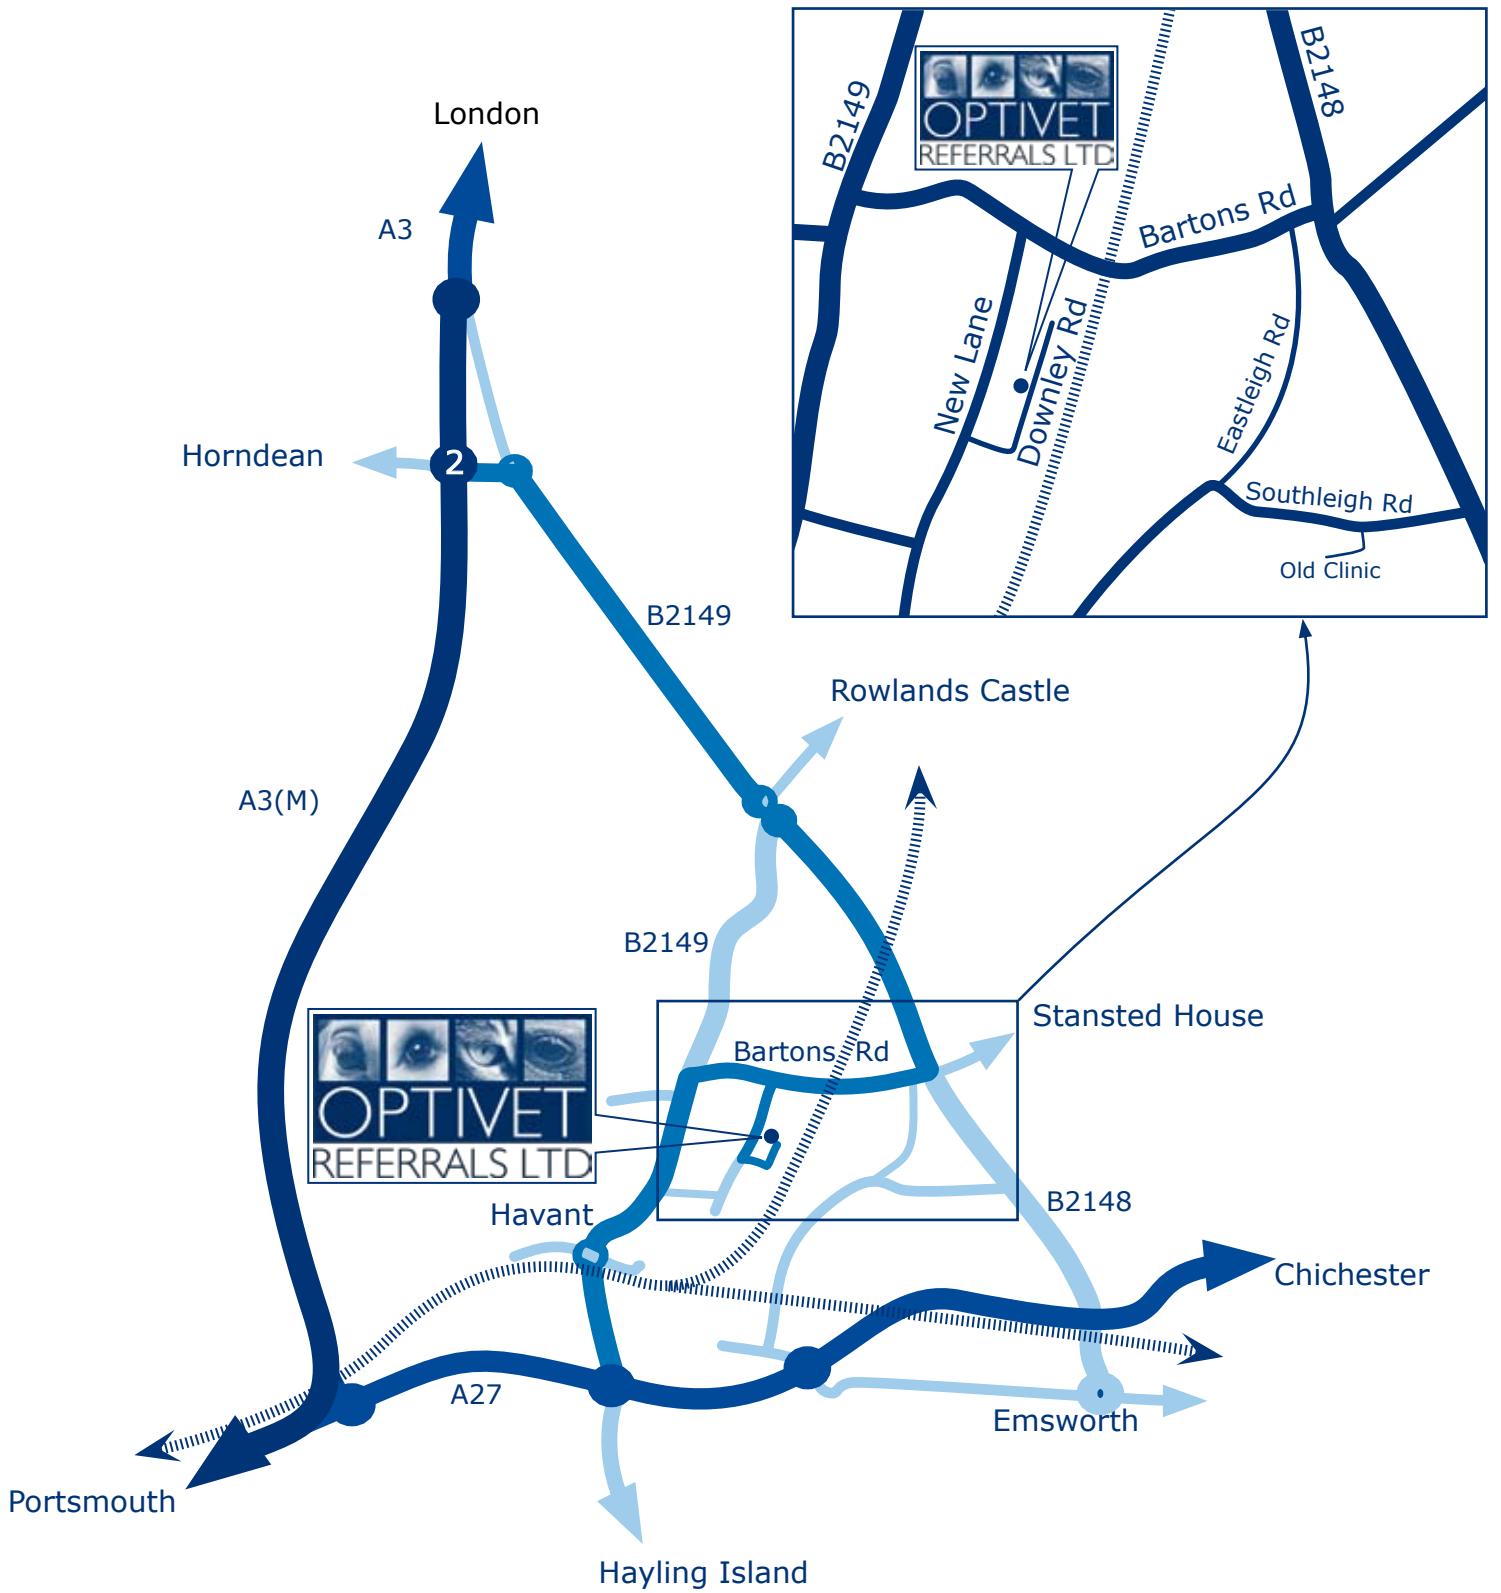 London
A3
B2149
OPTIVET
REFERRALS LTD
B2148
Bartons Rd
New Lane
Downley Rd
Eastleigh Rd
Southleigh Rd
Old Clinic
Horndean
2
B2149
Rowlands Castle
A3(M)
B2149
Stansted House
Bartons Rd
OPTIVET
REFERRALS LTD
Havant
B2148
Chichester
A27
Emsworth
Portsmouth
Hayling Island